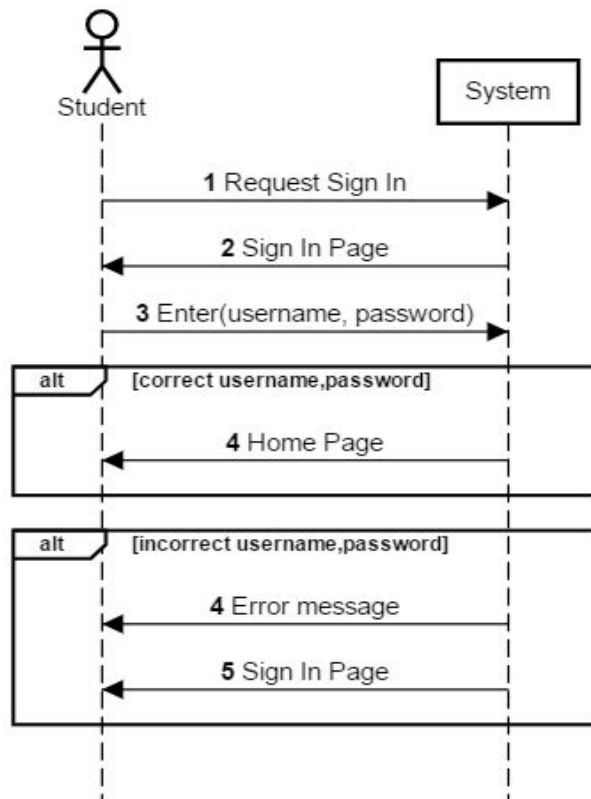 Student
System
1 Request Sign In
2 Sign In Page
3 Enter(username, password)
alt [correct username,password]
4 Home Page
alt [incorrect username,password]
4 Error message
5 Sign In Page